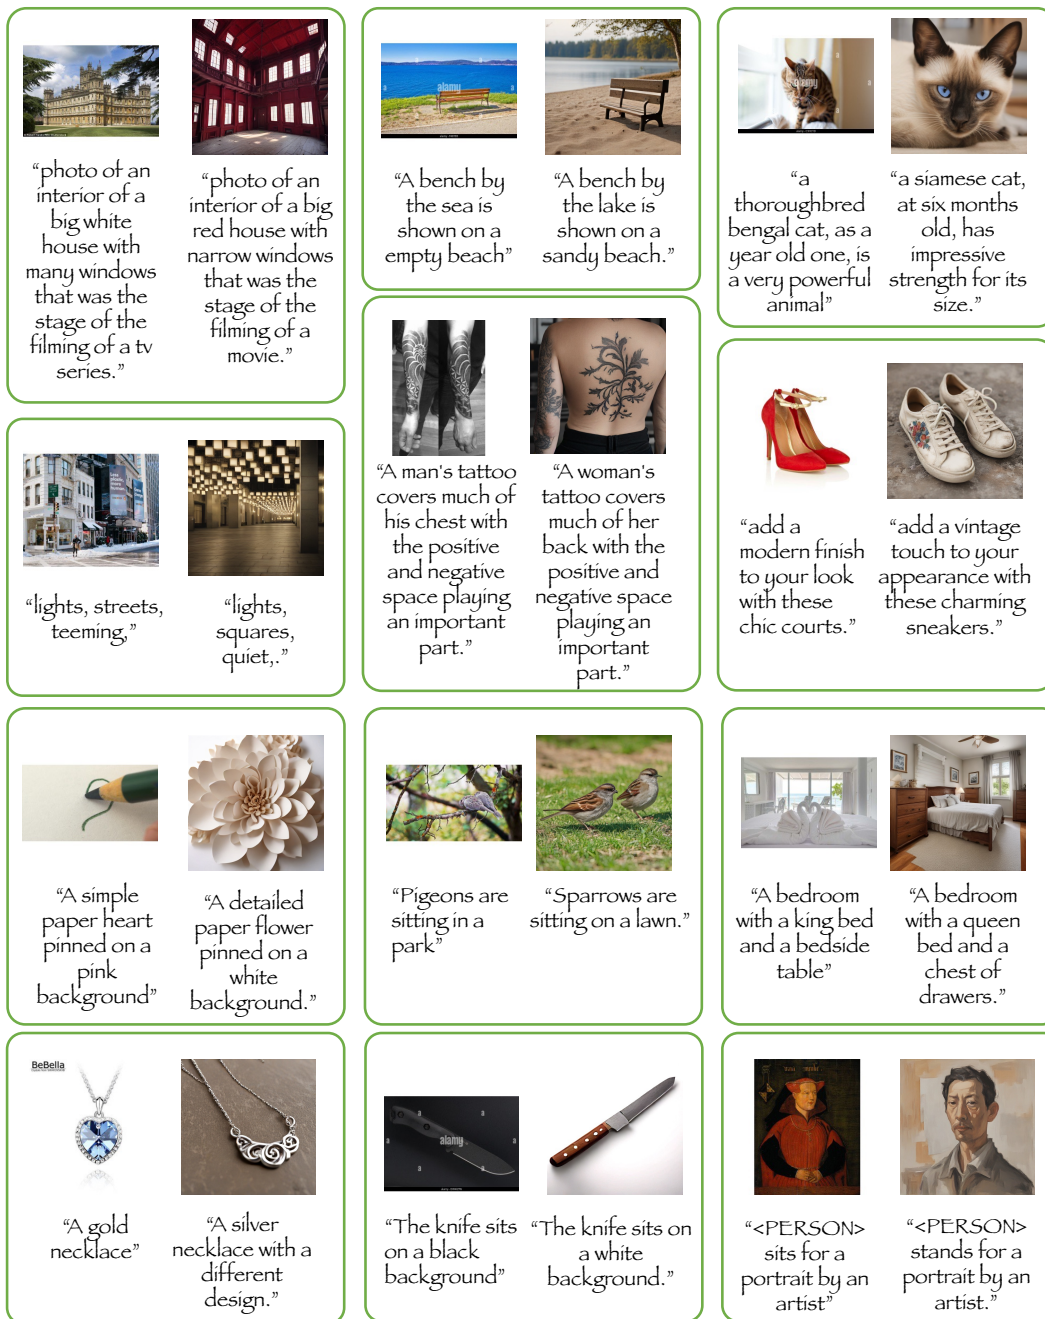 “photo of an
interior of a
big white
house with
many windows
that was the
stage of the
filming of a tv
series.”
“photo of an
interior of a big
red house with
narrow windows
that was the
stage of the
filming of a
movie.”
alamy
“A bench by
the sea is
shown on a
empty beach”
“A bench by
the lake is
shown on a
sandy beach.”
alamy
“a
thoroughbred
bengal cat, as a
year old one, is
a very powerful
animal”
“a siamese cat,
at six months
old, has
impressive
strength for its
size.”
“lights, streets,
teeming,”
“lights,
squares,
quiet,.”
“A man's tattoo
covers much of
his chest with
the positive
and negative
space playing
an important
part.”
“A woman's
tattoo covers
much of her
back with the
positive and
negative space
playing an
important
part.”
“add a
modern finish
to your look
with these
chic courts.”
“add a vintage
touch to your
appearance with
these charming
sneakers.”
“A simple
paper heart
pinned on a
pink
background”
“A detailed
paper flower
pinned on a
white
background.”
“Pigeons are
sitting in a
park”
“Sparrows are
sitting on a lawn.”
“A bedroom
with a king bed
and a bedside
table”
“A bedroom
with a queen
bed and a
chest of
drawers.”
BeBella
“A gold
necklace”
“A silver
necklace with a
different
design.”
a
a alamy a
a
“The knife sits
on a black
background”
“The knife sits on
a white
background.”
“<PERSON>
sits for a
portrait by an
artist”
“<PERSON>
stands for a
portrait by an
artist.”